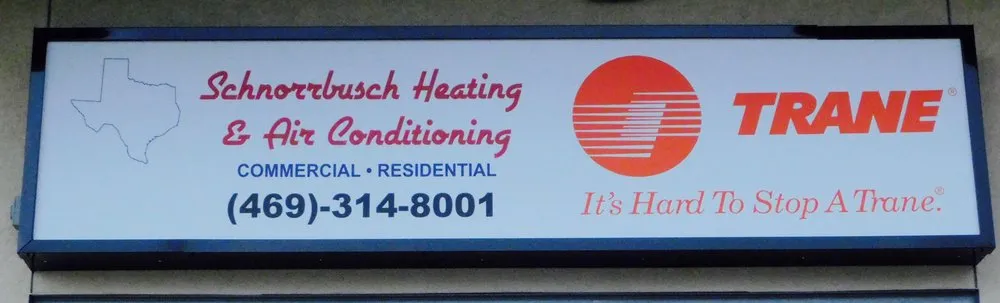 Schnorrbusch Heating
& Air Conditioning
COMMERCIAL • RESIDENTIAL
(469)-314-8001
TRANE®
It's Hard To Stop A Trane.®